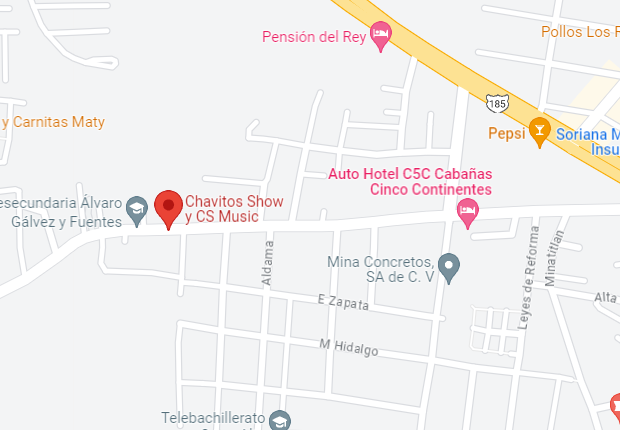 Pensión del Rey
Pollos Los
185
y Carnitas Maty
Pepsi
Soriana M
Insu
Auto Hotel C5C Cabañas
Cinco Continentes
esecundaria Álvaro
Gálvez y Fuentes
Chavitos Show
y CS Music
Aldama
Mina Concretos,
SA de C. V
Leyes de Reforma
Minatitlan
E Zapata
Alta
M Hidalgo
Telebachillerato